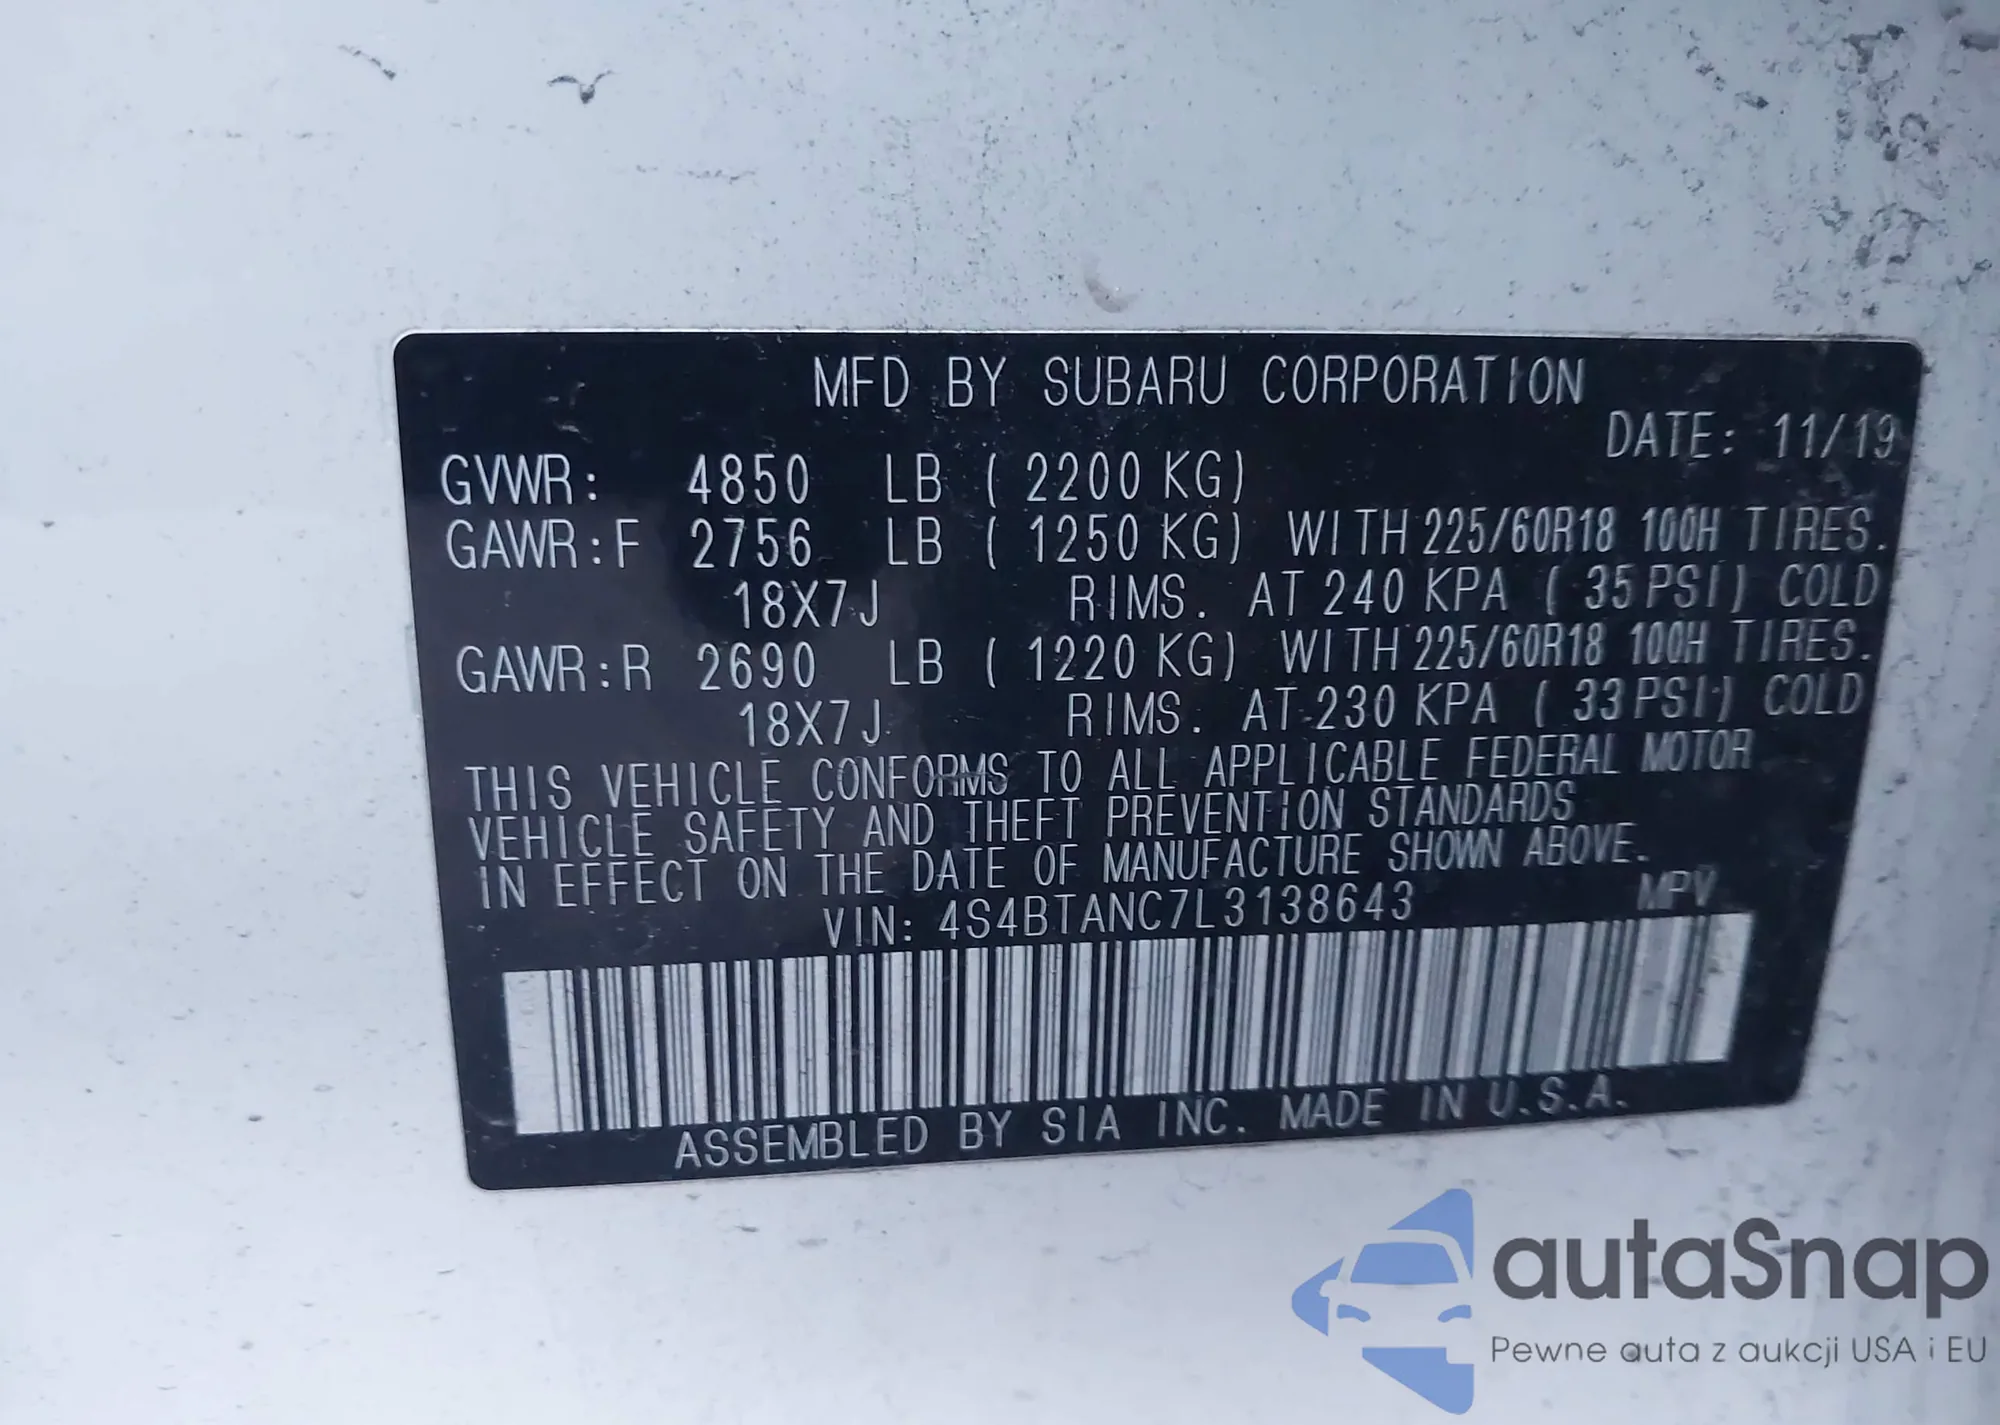 MFD BY SUBARU CORPORATION
DATE: 11/19
GVWR: 4850 LB ( 2200 KG)
GAWR:F 2756 LB ( 1250 KG) WITH 225/60R18 100H TIRES.
18X7J RIMS. AT 240 KPA ( 35 PSI) COLD
GAWR:R 2690 LB ( 1220 KG) WITH 225/60R18 100H TIRES.
18X7J RIMS. AT 230 KPA ( 33 PSI) COLD
THIS VEHICLE CONFORMS TO ALL APPLICABLE FEDERAL MOTOR
VEHICLE SAFETY AND THEFT PREVENTION STANDARDS
IN EFFECT ON THE DATE OF MANUFACTURE SHOWN ABOVE.
VIN: 4S4BTANC7L3138643 MPV
ASSEMBLED BY SIA INC. MADE IN U.S.A.
autaSnap
Pewne auta z aukcji USA i EU